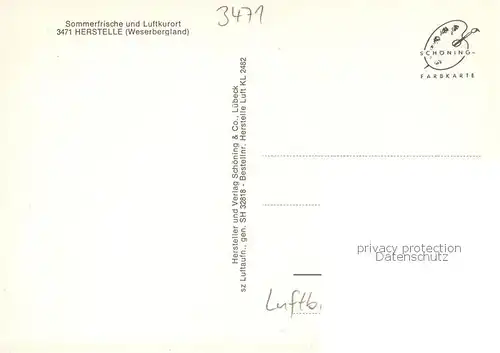 3471
Sommerfrische und Luftkurort
3471 HERSTELLE (Weserbergland)
SCHÖNING-
FARBKARTE
Hersteller und Verlag Schöning & Co., Lübeck
sz Luftaufn., gen. SH 32818 - Bestellnr. Herstelle Luft KL 2482
privacy protection
Datenschutz
Luftb.